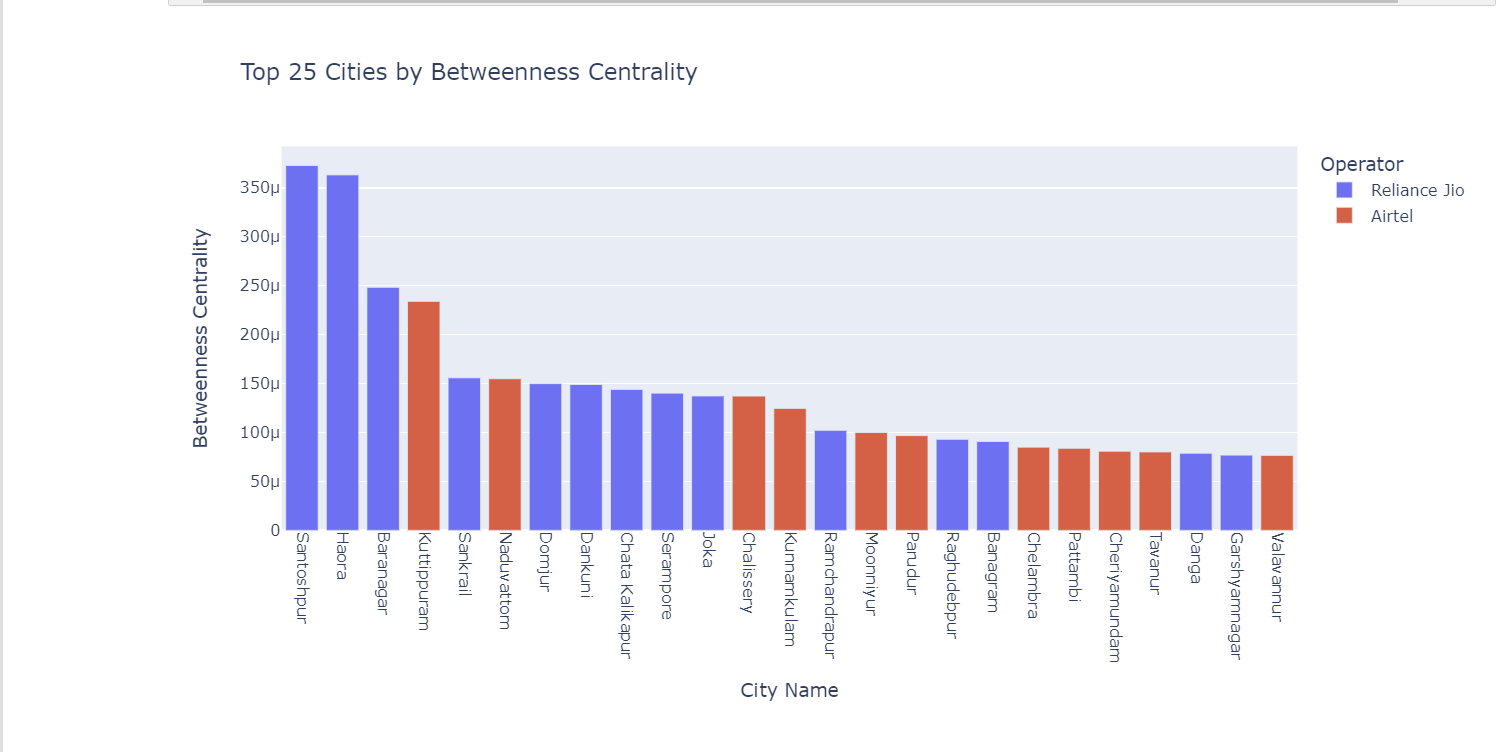 Top 25 Cities by Betweenness Centrality
Betweenness Centrality
350µ
300µ
250µ
200µ
150µ
100µ
50µ
0
Santoshpur
Haora
Baranagar
Kuttippuram
Sankrail
Naduvattom
Domjur
Dankuni
Chata Kalikapur
Serampore
Joka
Chalissery
Kunnamkulam
Ramchandrapur
Moonniyur
Parudur
Raghudebpur
Banagram
Chelambra
Pattambi
Cheriyamundam
Tavanur
Danga
Garshyamnagar
Valavannur
City Name
Operator
Reliance Jio
Airtel